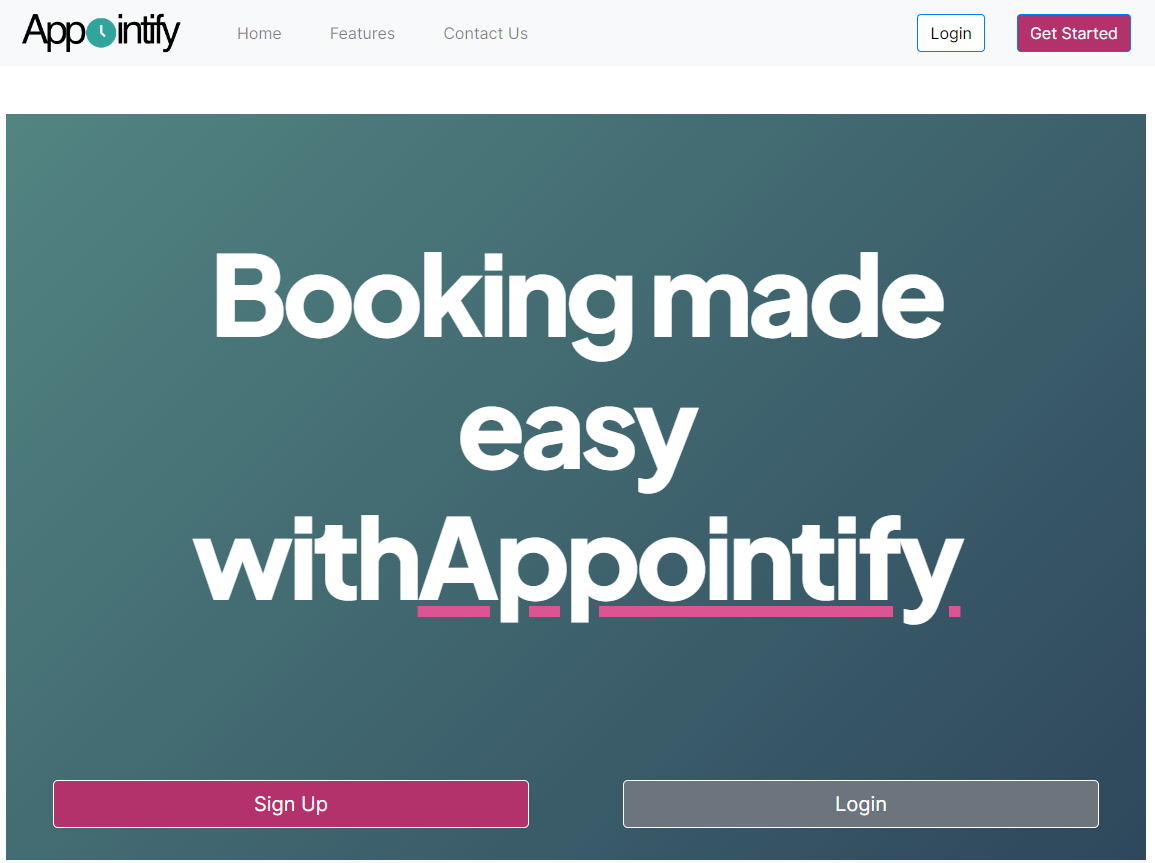 Appointify Home Features Contact Us Login Get Started
Booking made
easy
withAppointify
Sign Up Login